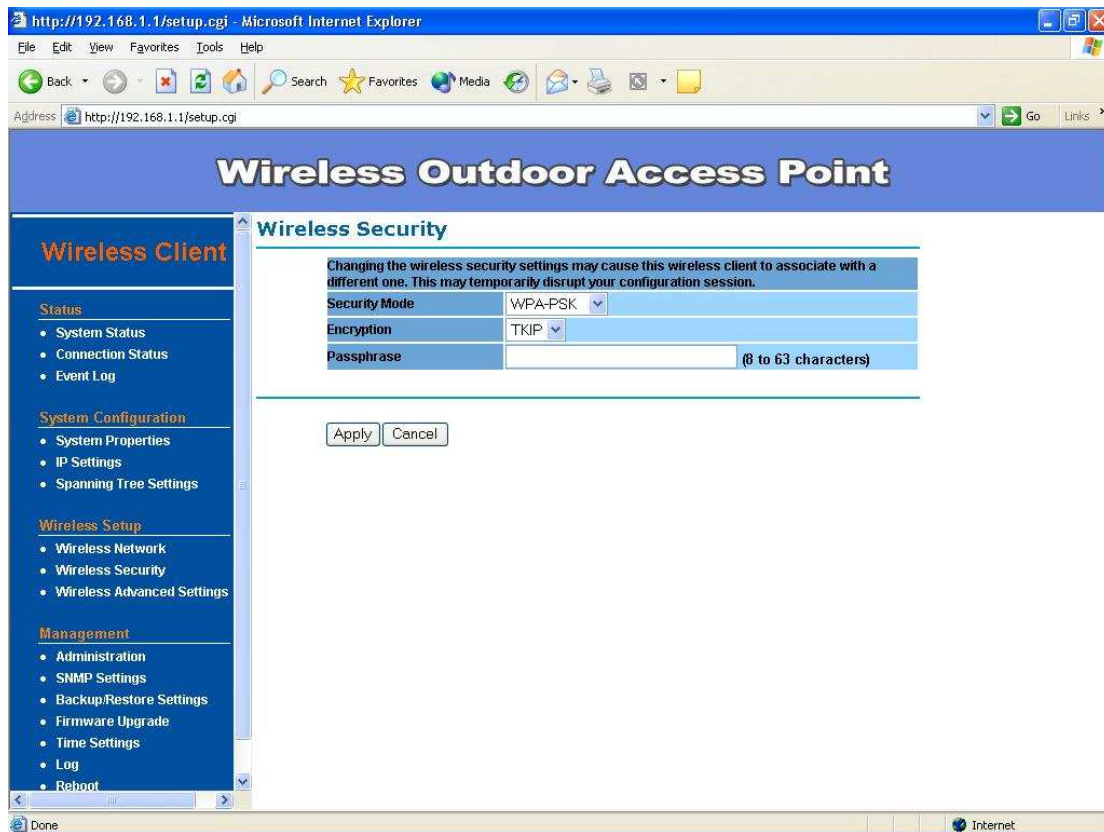 http://192.168.1.1/setup.cgi - Microsoft Internet Explorer
File Edit View Favorites Tools Help
Back Search Favorites Media
Address http://192.168.1.1/setup.cgi Go Links
Wireless Outdoor Access Point
Wireless Client
Status
System Status
Connection Status
Event Log
System Configuration
System Properties
IP Settings
Spanning Tree Settings
Wireless Setup
Wireless Network
Wireless Security
Wireless Advanced Settings
Management
Administration
SNMP Settings
Backup/Restore Settings
Firmware Upgrade
Time Settings
Log
Reboot
Wireless Security
Changing the wireless security settings may cause this wireless client to associate with a
different one. This may temporarily disrupt your configuration session.
Security Mode WPA-PSK
Encryption TKIP
Passphrase (8 to 63 characters)
Apply Cancel
Done Internet